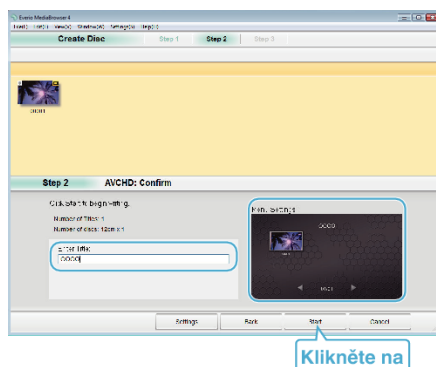 Everio MediaBrowser 4
Create Disc Step 1 Step 2 Step 3
Step 2 AVCHD: Confirm
Click Start to begin writing.
Number of Titles: 1
Number of discs: 12cm x 1
Enter Title:
Menu Settings
Settings Back Start Cancel
Klikněte na